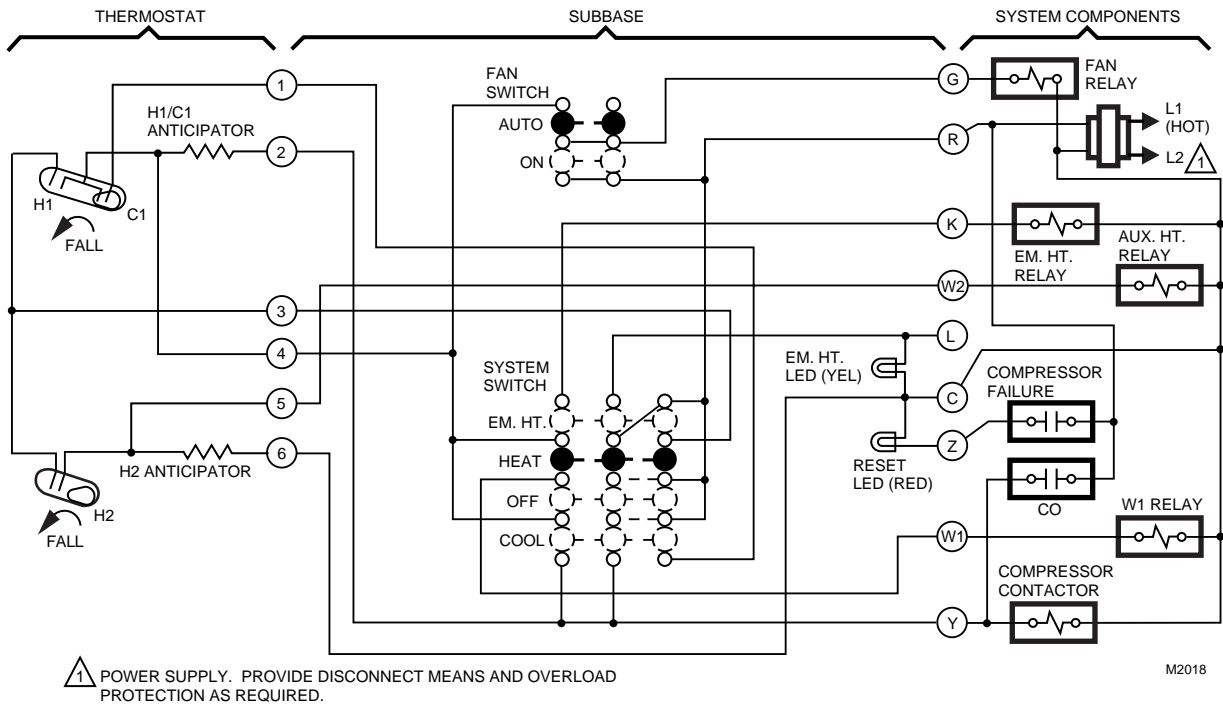 THERMOSTAT
SUBBASE
SYSTEM COMPONENTS
1
H1/C1
ANTICIPATOR
2
H1
C1
FALL
3
4
5
6
H2 ANTICIPATOR
H2
FALL
FAN
SWITCH
AUTO
ON
SYSTEM
SWITCH
EM. HT.
HEAT
OFF
COOL
EM. HT.
LED (YEL)
RESET
LED (RED)
G
R
K
W2
L
C
Z
W1
Y
FAN
RELAY
L1
(HOT)
L2
1
EM. HT.
RELAY
AUX. HT.
RELAY
COMPRESSOR
FAILURE
CO
W1 RELAY
COMPRESSOR
CONTACTOR
1 POWER SUPPLY. PROVIDE DISCONNECT MEANS AND OVERLOAD
PROTECTION AS REQUIRED.
M2018